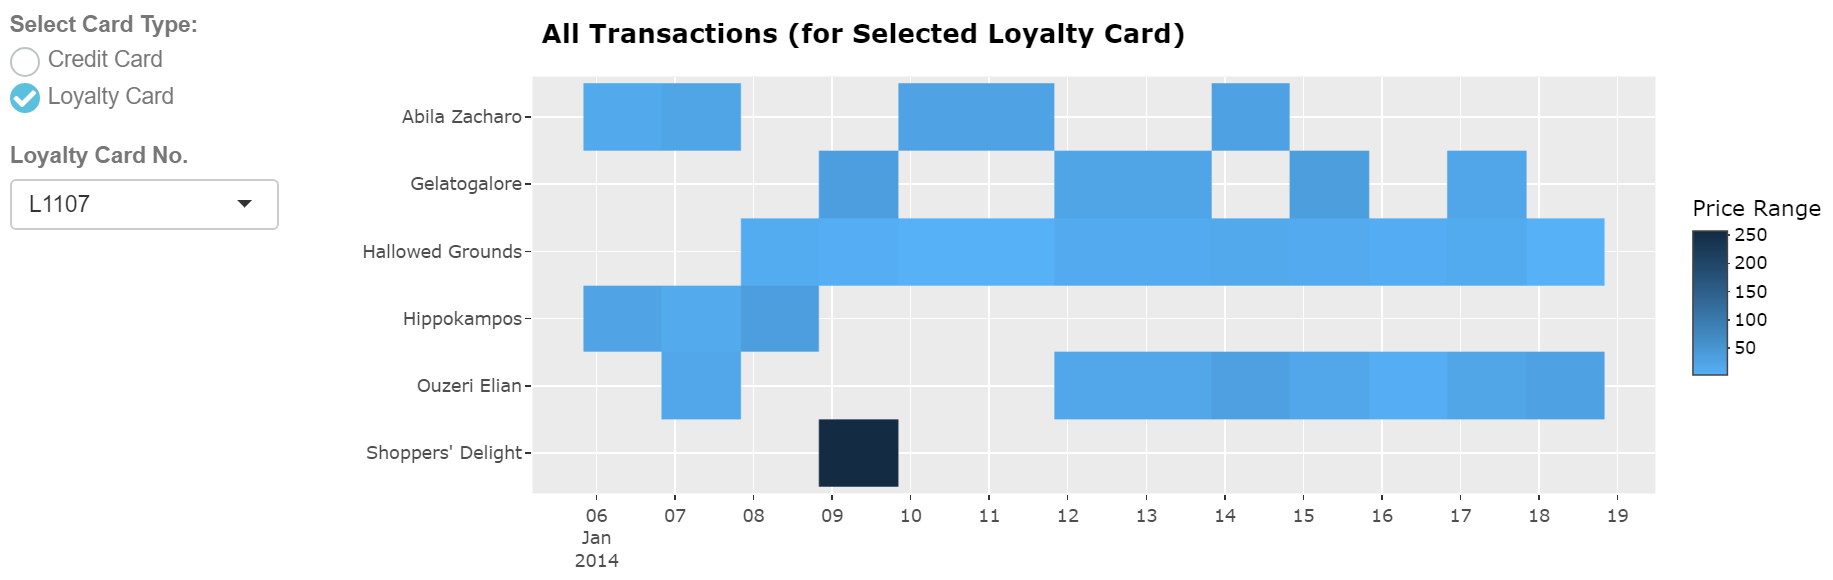 Select Card Type:
Credit Card
Loyalty Card
Loyalty Card No.
L1107
All Transactions (for Selected Loyalty Card)
Abila Zacharo
Gelatogalore
Hallowed Grounds
Hippokampos
Ouzeri Elian
Shoppers' Delight
06 07 08 09 10 11 12 13 14 15 16 17 18 19
Jan
2014
Price Range
250
200
150
100
50